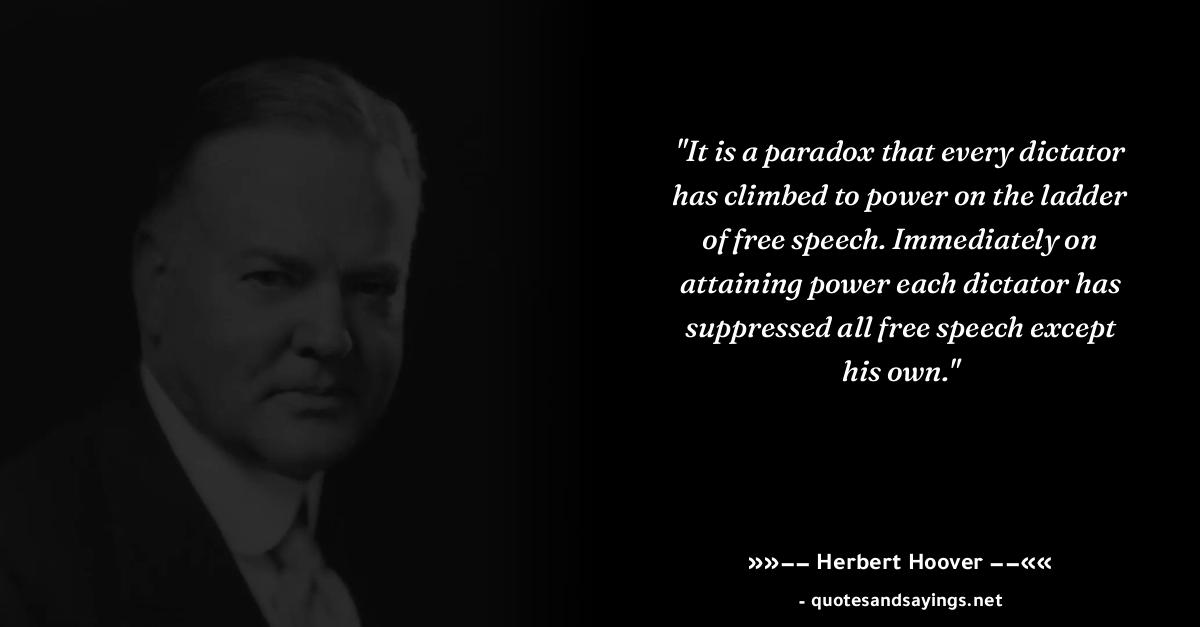 "It is a paradox that every dictator
has climbed to power on the ladder
of free speech. Immediately on
attaining power each dictator has
suppressed all free speech except
his own."
»»−− Herbert Hoover −−««
- quotesandsayings.net